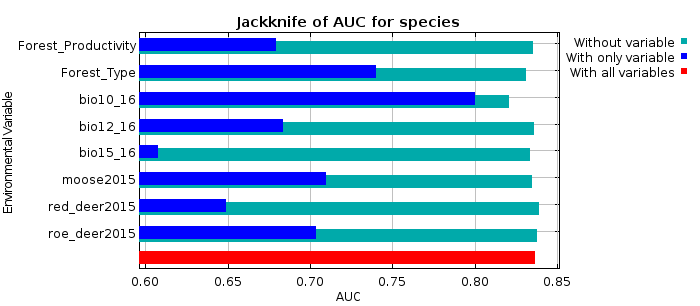 Jackknife of AUC for species
Forest_Productivity
Forest_Type
bio10_16
bio12_16
bio15_16
moose2015
red_deer2015
roe_deer2015
Environmental Variable
0.60 0.65 0.70 0.75 0.80 0.85
AUC
Without variable
With only variable
With all variables